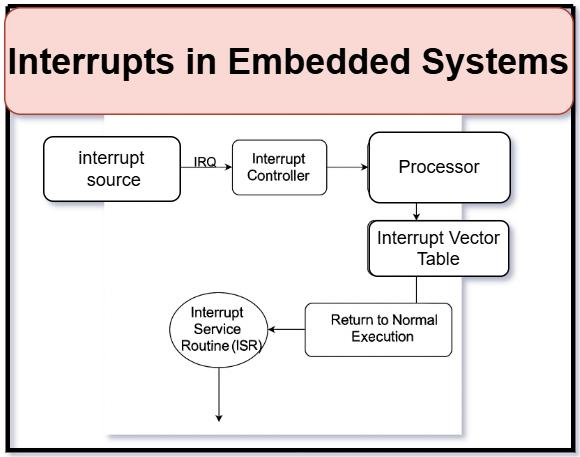 Interrupts in Embedded Systems
interrupt
source
IRQ
Interrupt
Controller
Processor
Interrupt Vector
Table
Interrupt
Service
Routine (ISR)
Return to Normal
Execution